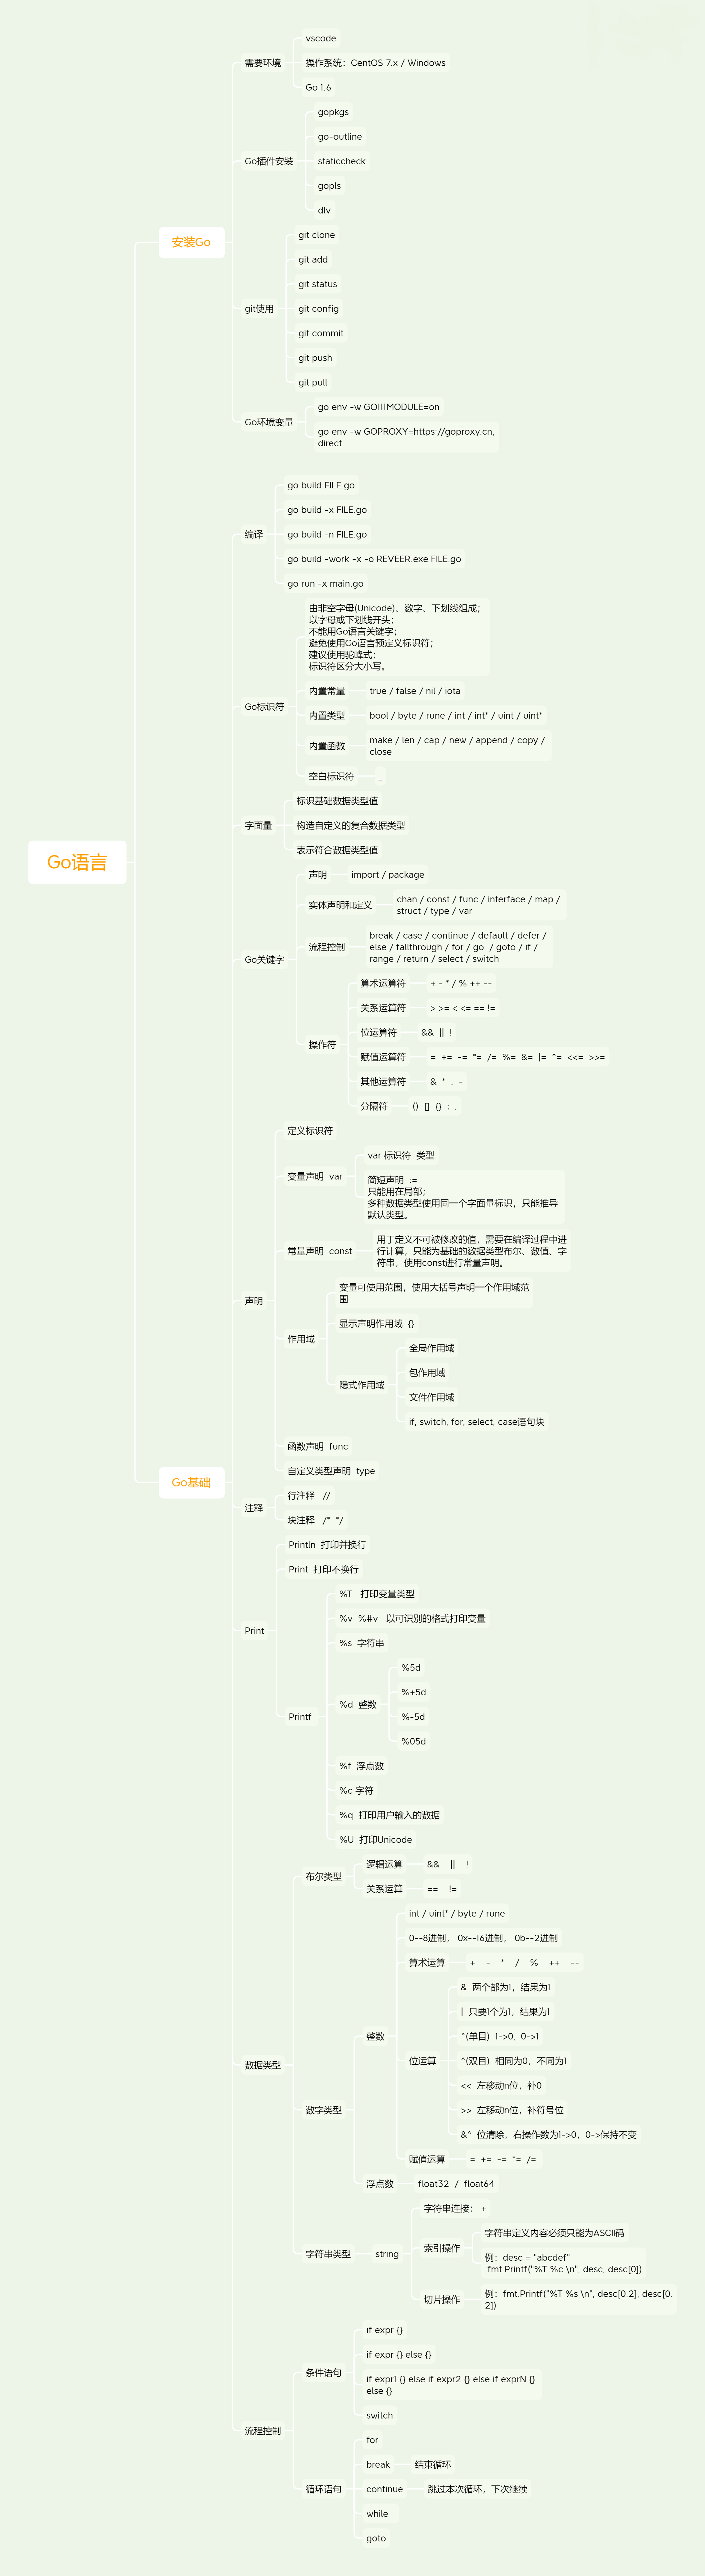 Go语言
安装Go
需要环境
vscode
操作系统：CentOS 7.x / Windows
Go 1.6
Go插件安装
gopkgs
go-outline
staticcheck
gopls
dlv
git使用
git clone
git add
git status
git config
git commit
git push
git pull
Go环境变量
go env -w GO111MODULE=on
go env -w GOPROXY=https://goproxy.cn,
direct
Go基础
编译
go build FILE.go
go build -x FILE.go
go build -n FILE.go
go build -work -x -o REVEER.exe FILE.go
go run -x main.go
Go标识符
由非空字母(Unicode)、数字、下划线组成；
以字母或下划线开头；
不能用Go语言关键字；
避免使用Go语言预定义标识符；
建议使用驼峰式；
标识符区分大小写。
内置常量
true / false / nil / iota
内置类型
bool / byte / rune / int / int* / uint / uint*
内置函数
make / len / cap / new / append / copy /
close
空白标识符
_
字面量
标识基础数据类型值
构造自定义的复合数据类型
表示符合数据类型值
Go关键字
声明
import / package
实体声明和定义
chan / const / func / interface / map /
struct / type / var
流程控制
break / case / continue / default / defer /
else / fallthrough / for / go  / goto / if /
range / return / select / switch
操作符
算术运算符
+ - * / % ++ --
关系运算符
> >= < <= == !=
位运算符
&&  ||  !
赋值运算符
=  +=  -=  *=  /=  %=  &=  |=  ^=  <<=  >>=
其他运算符
&  *  .  -
分隔符
()  []  {}  ;  ,
声明
定义标识符
变量声明  var
var 标识符  类型
简短声明  :=
只能用在局部；
多种数据类型使用同一个字面量标识，只能推导
默认类型。
常量声明  const
用于定义不可被修改的值，需要在编译过程中进
行计算，只能为基础的数据类型布尔、数值、字
符串，使用const进行常量声明。
作用域
变量可使用范围，使用大括号声明一个作用域范
围
显示声明作用域  {}
隐式作用域
全局作用域
包作用域
文件作用域
if, switch, for, select, case语句块
函数声明  func
自定义类型声明  type
注释
行注释   //
块注释   /*  */
Print
Println  打印并换行
Print  打印不换行
Printf
%T   打印变量类型
%v  %#v   以可识别的格式打印变量
%s  字符串
%d  整数
%5d
%+5d
%-5d
%05d
%f  浮点数
%c 字符
%q  打印用户输入的数据
%U  打印Unicode
数据类型
布尔类型
逻辑运算
&&    ||    !
关系运算
==    !=
数字类型
整数
int / uint* / byte / rune
0--8进制， 0x--16进制， 0b--2进制
算术运算
+    -    *    /    %    ++    --
位运算
&  两个都为1，结果为1
|  只要1个为1，结果为1
^(单目)  1->0,  0->1
^(双目)  相同为0，不同为1
<<  左移动n位，补0
>>  左移动n位，补符号位
&^  位清除，右操作数为1->0，0->保持不变
赋值运算
=  +=  -=  *=  /=
浮点数
float32  /  float64
字符串类型
string
字符串连接： +
索引操作
字符串定义内容必须只能为ASCII码
例：desc = "abcdef"
fmt.Printf("%T %c \n", desc, desc[0])
切片操作
例：fmt.Printf("%T %s \n", desc[0:2], desc[0:
2])
流程控制
条件语句
if expr {}
if expr {} else {}
if expr1 {} else if expr2 {} else if exprN {}
else {}
switch
循环语句
for
break
结束循环
continue
跳过本次循环，下次继续
while
goto